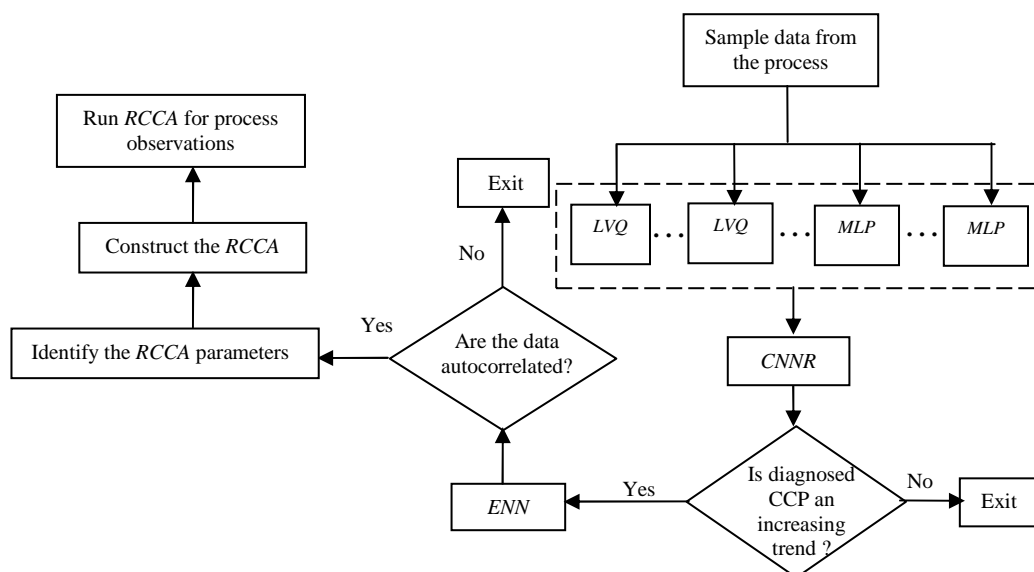 Sample data from
the process
LVQ
...
LVQ
...
MLP
...
MLP
CNNR
Is diagnosed
CCP an
increasing
trend ?
No
Exit
Yes
ENN
Are the data
autocorrelated?
No
Exit
Yes
Identify the RCCA parameters
Construct the RCCA
Run RCCA for process
observations